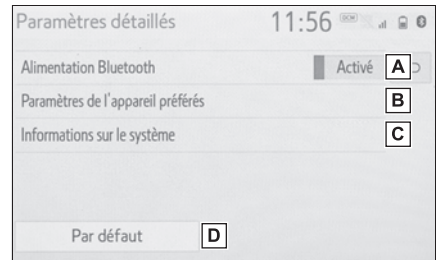 Paramètres détaillés 11:56
Alimentation Bluetooth Activé A
Paramètres de l'appareil préférés B
Informations sur le système C
Par défaut D